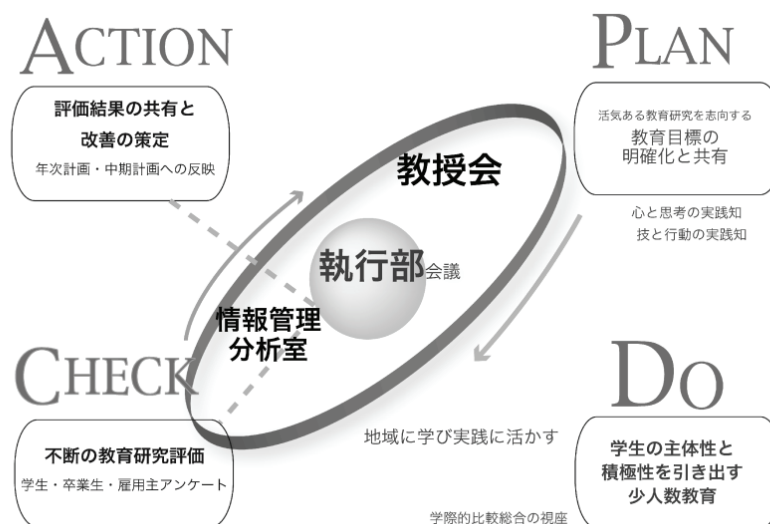 ACTION
評価結果の共有と
改善の策定
年次計画・中期計画への反映
PLAN
活気ある教育研究を志向する
教育目標の
明確化と共有
心と思考の実践知
技と行動の実践知
教授会
執行部会議
情報管理
分析室
CHECK
不断の教育研究評価
学生・卒業生・雇用主アンケート
地域に学び実践に活かす
DO
学生の主体性と
積極性を引き出す
少人数教育
学際的比較総合の視座